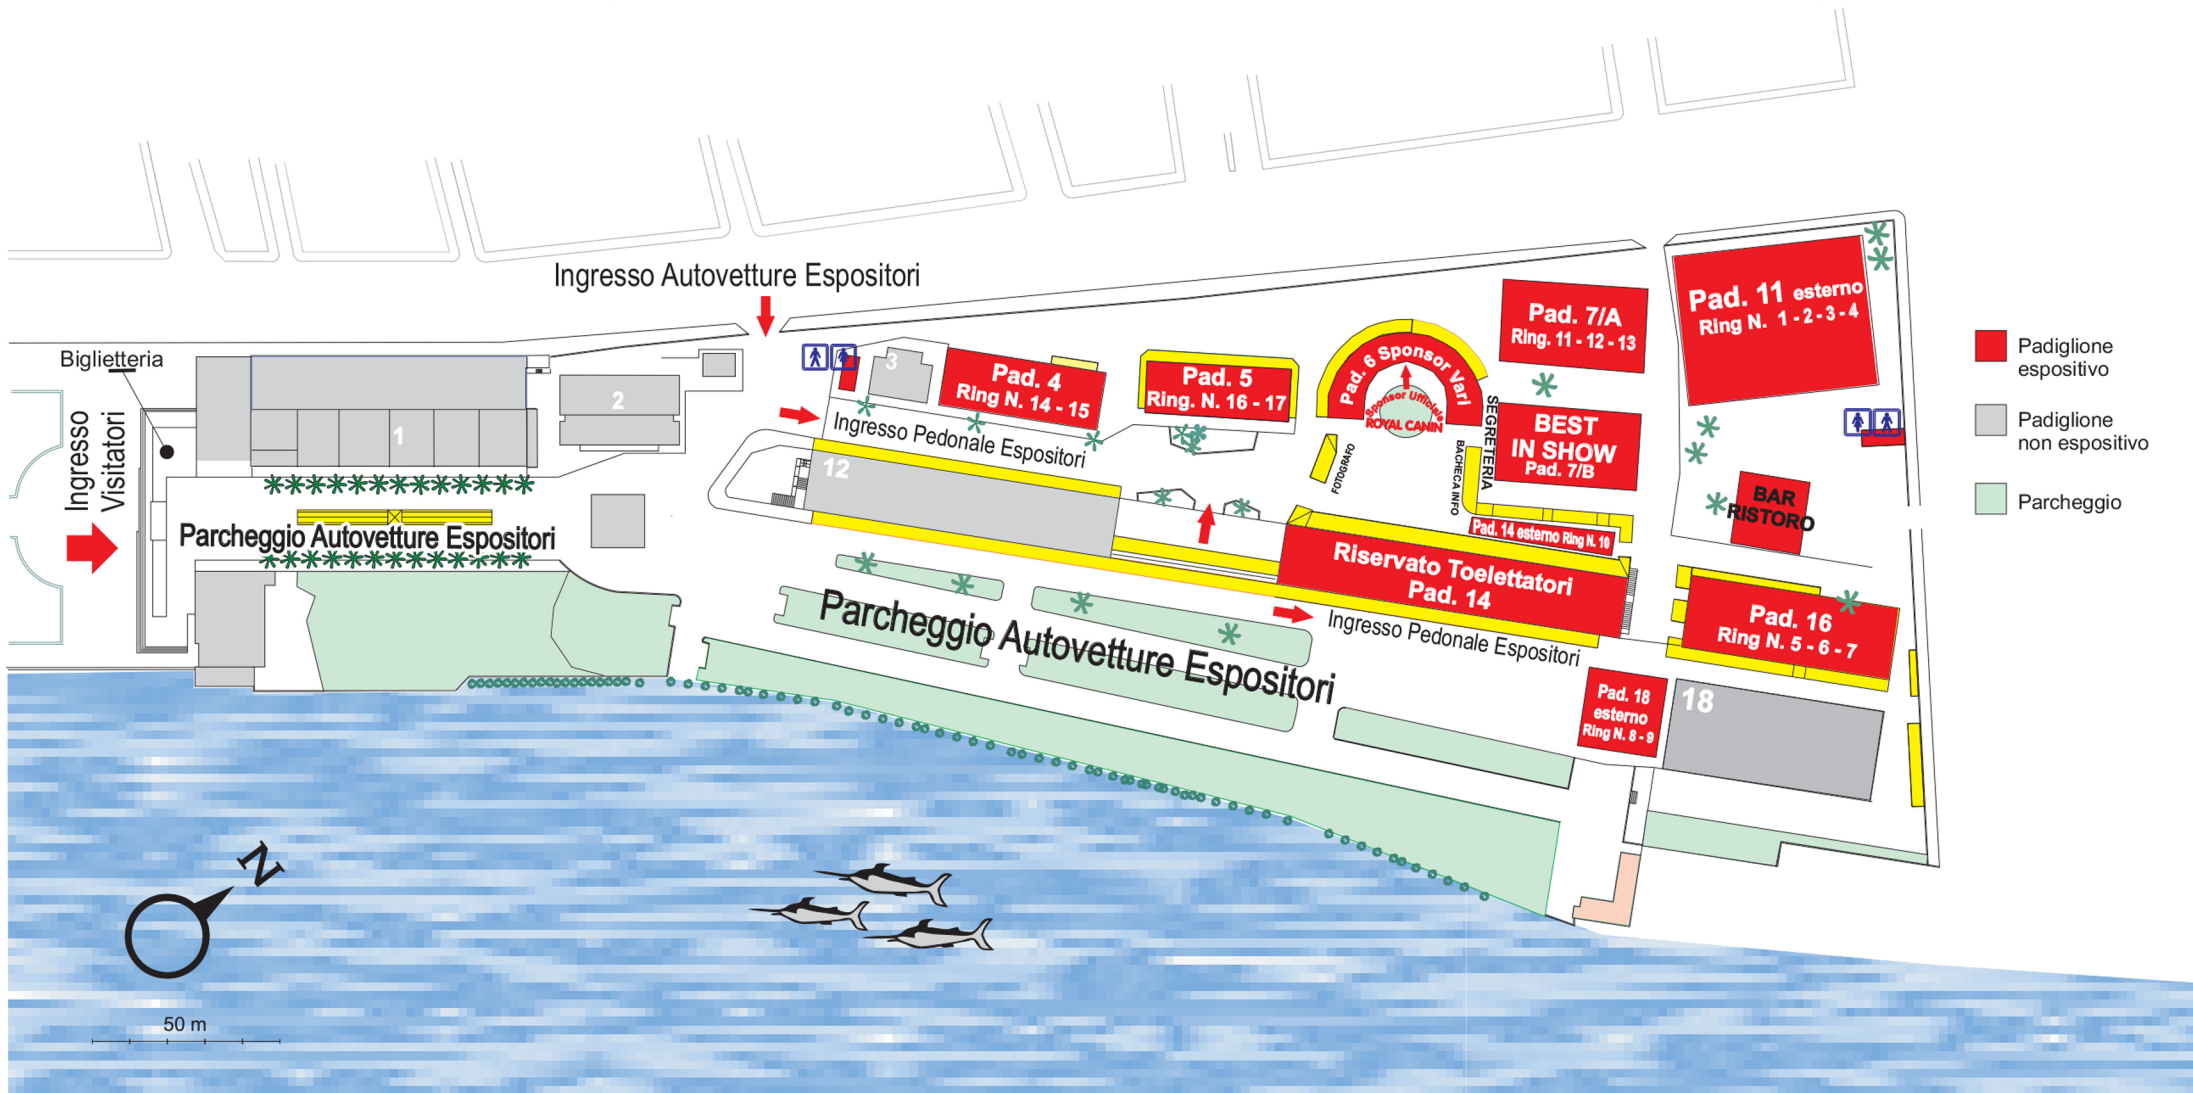 Ingresso Autovetture Espositori
Biglietteria
Ingresso
Visitatori
1
2
3
Parcheggio Autovetture Espositori
Pad. 4
Ring N. 14 - 15
Pad. 5
Ring. N. 16 - 17
Ingresso Pedonale Espositori
12
Pad. 6 Sponsor Vari
Sponsor Ufficiale
ROYAL CANIN
FOTOGRAFO
BACHECA INFO
SEGRETERIA
Pad. 7/A
Ring. 11 - 12 - 13
BEST
IN SHOW
Pad. 7/B
Pad. 11 esterno
Ring N. 1 - 2 - 3 - 4
BAR
RISTORO
Pad. 14 esterno Ring N. 10
Riservato Toelettatori
Pad. 14
Ingresso Pedonale Espositori
Parcheggio Autovetture Espositori
Pad. 16
Ring N. 5 - 6 - 7
Pad. 18
esterno
Ring N. 8 - 9
18
Padiglione
espositivo
Padiglione
non espositivo
Parcheggio
N
50 m